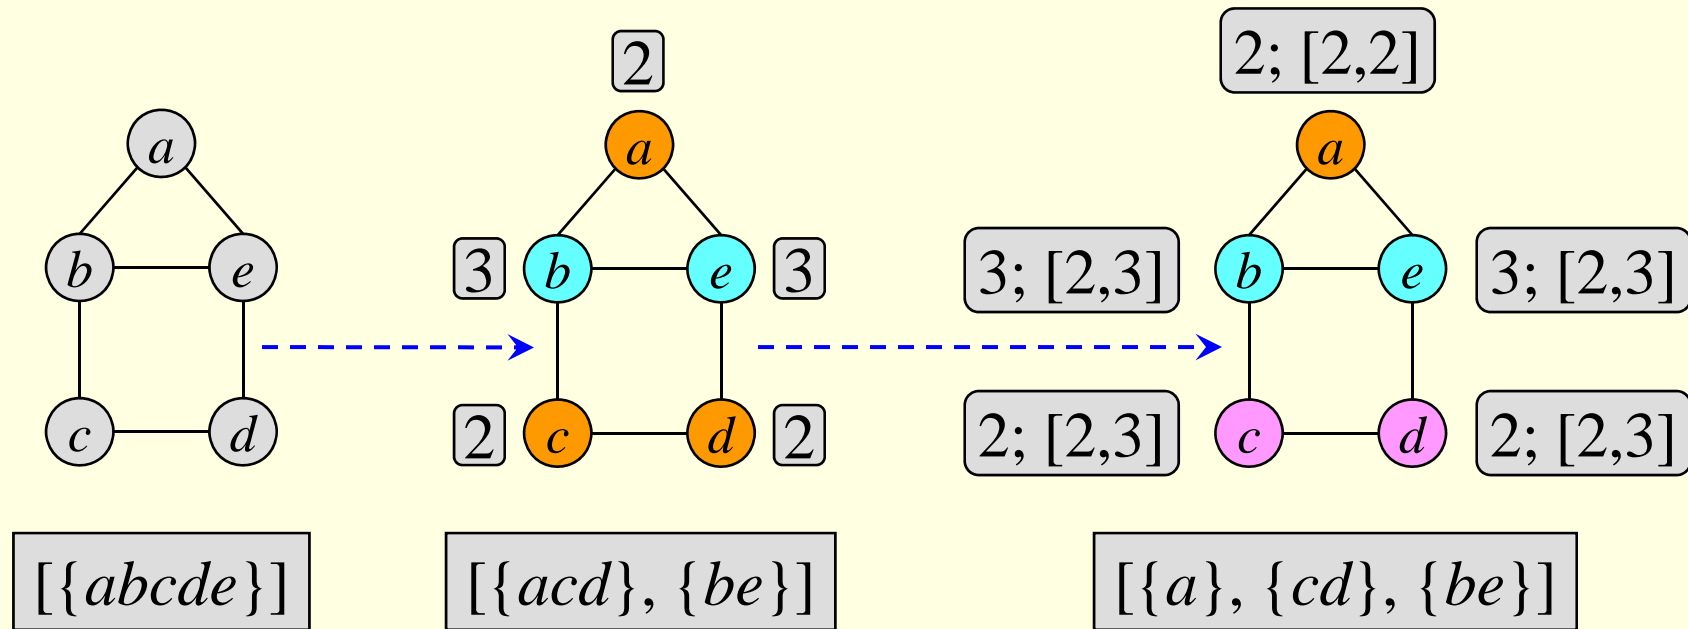 2
2; [2,2]
a
a
a
b
e
3
b
e
3
3; [2,3]
b
e
3; [2,3]
c
d
2
c
d
2
2; [2,3]
c
d
2; [2,3]
[{abcde}]
[{acd}, {be}]
[{a}, {cd}, {be}]